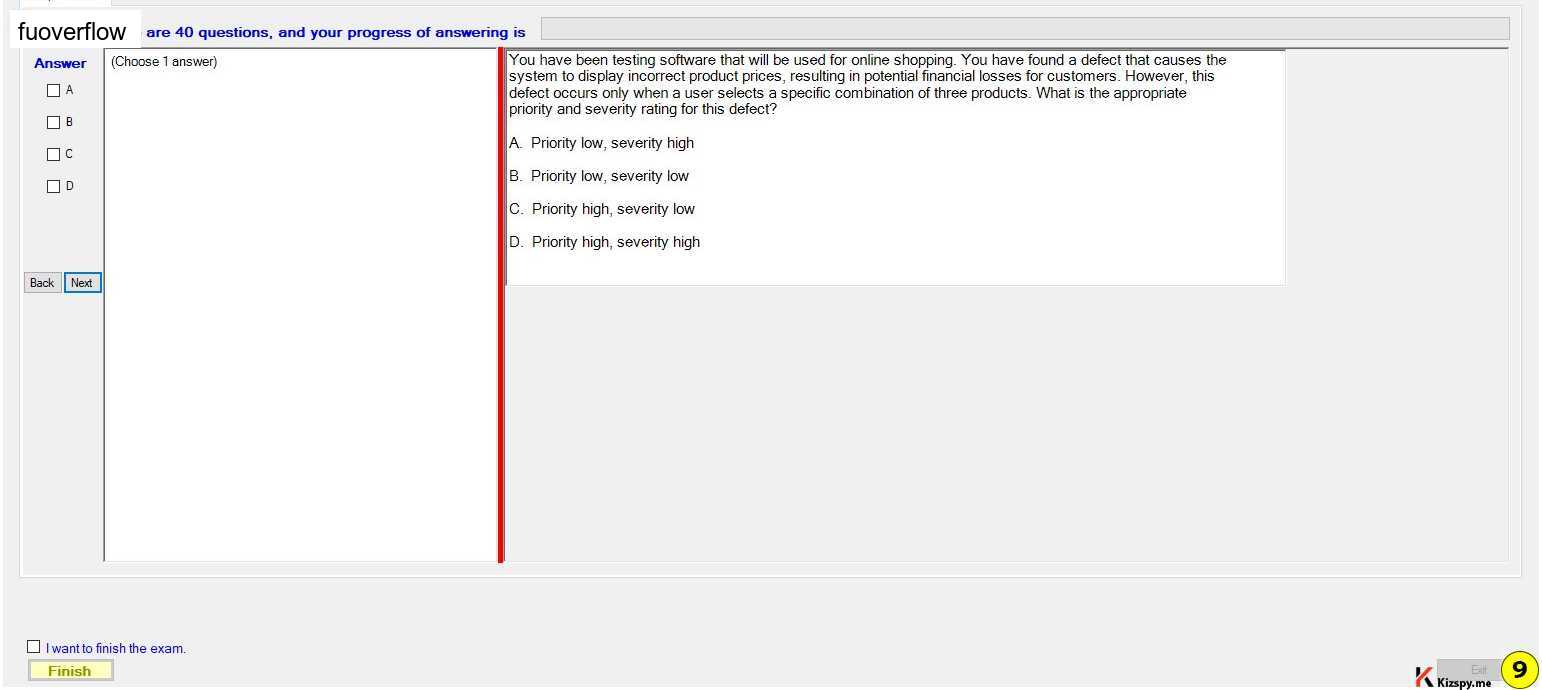 fuoverflow are 40 questions, and your progress of answering is
Answer
A
B
C
D
Back Next
(Choose 1 answer)
You have been testing software that will be used for online shopping. You have found a defect that causes the
system to display incorrect product prices, resulting in potential financial losses for customers. However, this
defect occurs only when a user selects a specific combination of three products. What is the appropriate
priority and severity rating for this defect?
A. Priority low, severity high
B. Priority low, severity low
C. Priority high, severity low
D. Priority high, severity high
I want to finish the exam.
Finish
Exit
Kizspy.me
9